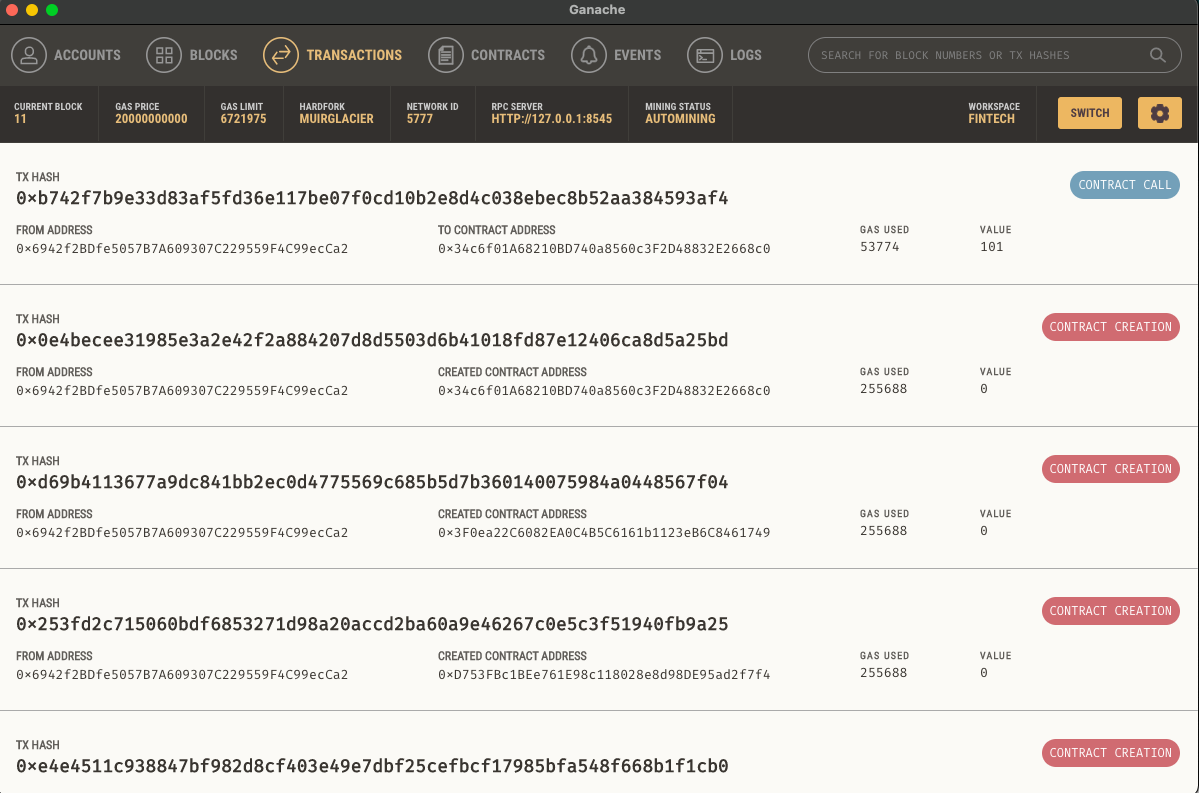 Ganache
ACCOUNTS BLOCKS TRANSACTIONS CONTRACTS EVENTS LOGS SEARCH FOR BLOCK NUMBERS OR TX HASHES
CURRENT BLOCK GAS PRICE GAS LIMIT HARDFORK NETWORK ID RPC SERVER MINING STATUS WORKSPACE
11 20000000000 6721975 MUIRGLACIER 5777 HTTP://127.0.0.1:8545 AUTOMINING FINTECH SWITCH
TX HASH
0×b742f7b9e33d83af5fd36e117be07f0cd10b2e8d4c038ebec8b52aa384593af4 CONTRACT CALL
FROM ADDRESS TO CONTRACT ADDRESS GAS USED VALUE
0×6942f2BDfe5057B7A609307C229559F4C99ecCa2 0×34c6f01A68210BD740a8560c3F2D48832E2668c0 53774 101
TX HASH
0×0e4becee31985e3a2e42f2a884207d8d5503d6b41018fd87e12406ca8d5a25bd CONTRACT CREATION
FROM ADDRESS CREATED CONTRACT ADDRESS GAS USED VALUE
0×6942f2BDfe5057B7A609307C229559F4C99ecCa2 0×34c6f01A68210BD740a8560c3F2D48832E2668c0 255688 0
TX HASH
0×d69b4113677a9dc841bb2ec0d4775569c685b5d7b360140075984a0448567f04 CONTRACT CREATION
FROM ADDRESS CREATED CONTRACT ADDRESS GAS USED VALUE
0×6942f2BDfe5057B7A609307C229559F4C99ecCa2 0×3F0ea22C6082EA0C4B5C6161b1123eB6C8461749 255688 0
TX HASH
0×253fd2c715060bdf6853271d98a20accd2ba60a9e46267c0e5c3f51940fb9a25 CONTRACT CREATION
FROM ADDRESS CREATED CONTRACT ADDRESS GAS USED VALUE
0×6942f2BDfe5057B7A609307C229559F4C99ecCa2 0×D753FBc1BEe761E98c118028e8d98DE95ad2f7f4 255688 0
TX HASH
0×e4e4511c938847bf982d8cf403e49e7dbf25cefbcf17985bfa548f668b1f1cb0 CONTRACT CREATION